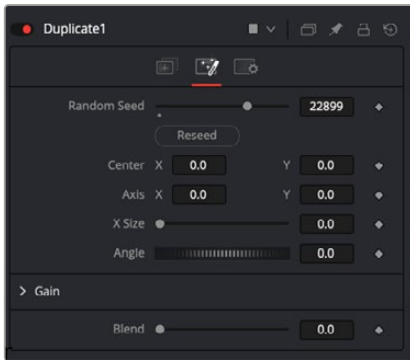 Duplicate1
Random Seed 22899
Reseed
Center X 0.0 Y 0.0
Axis X 0.0 Y 0.0
X Size 0.0
Angle 0.0
> Gain
Blend 0.0